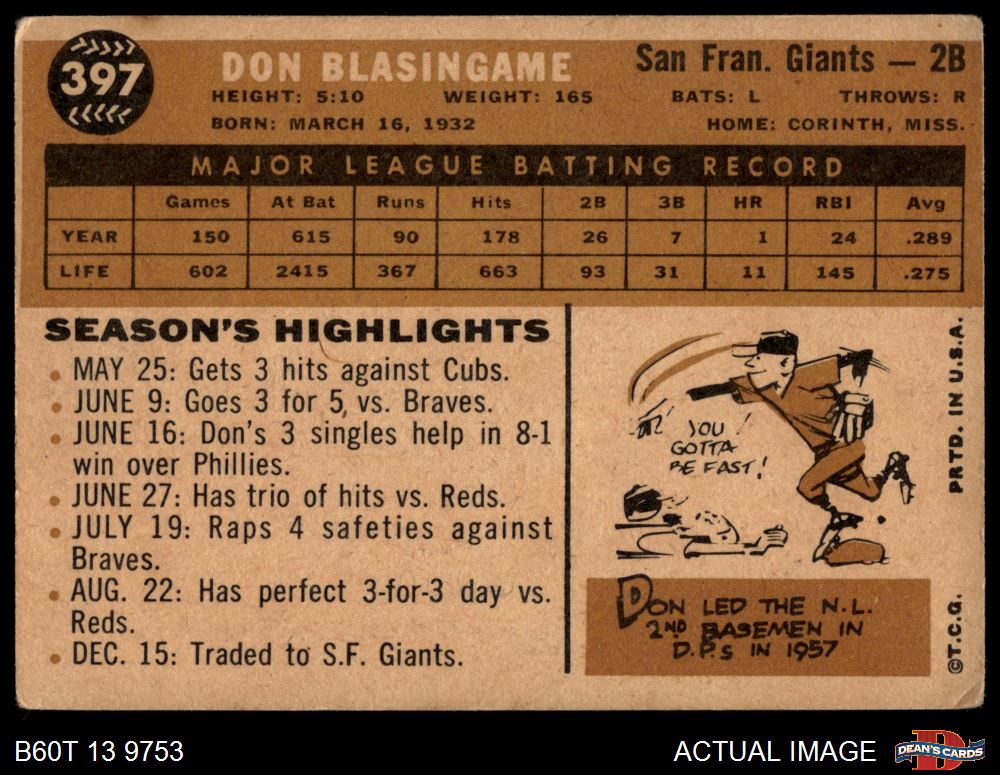 397
DON BLASINGAME
San Fran. Giants — 2B
HEIGHT: 5:10 WEIGHT: 165 BATS: L THROWS: R
BORN: MARCH 16, 1932 HOME: CORINTH, MISS.
MAJOR LEAGUE BATTING RECORD
Games At Bat Runs Hits 2B 3B HR RBI Avg
YEAR 150 615 90 178 26 7 1 24 .289
LIFE 602 2415 367 663 93 31 11 145 .275
SEASON'S HIGHLIGHTS
• MAY 25: Gets 3 hits against Cubs.
• JUNE 9: Goes 3 for 5, vs. Braves.
• JUNE 16: Don's 3 singles help in 8-1
win over Phillies.
• JUNE 27: Has trio of hits vs. Reds.
• JULY 19: Raps 4 safeties against
Braves.
• AUG. 22: Has perfect 3-for-3 day vs.
Reds.
• DEC. 15: Traded to S.F. Giants.
YOU
GOTTA
BE FAST!
DON LED THE N.L.
2ND BASEMEN IN
D.P.s IN 1957
©T.C.G. PRTD. IN U.S.A.
B60T 13 9753
ACTUAL IMAGE
D
DEAN'S CARDS